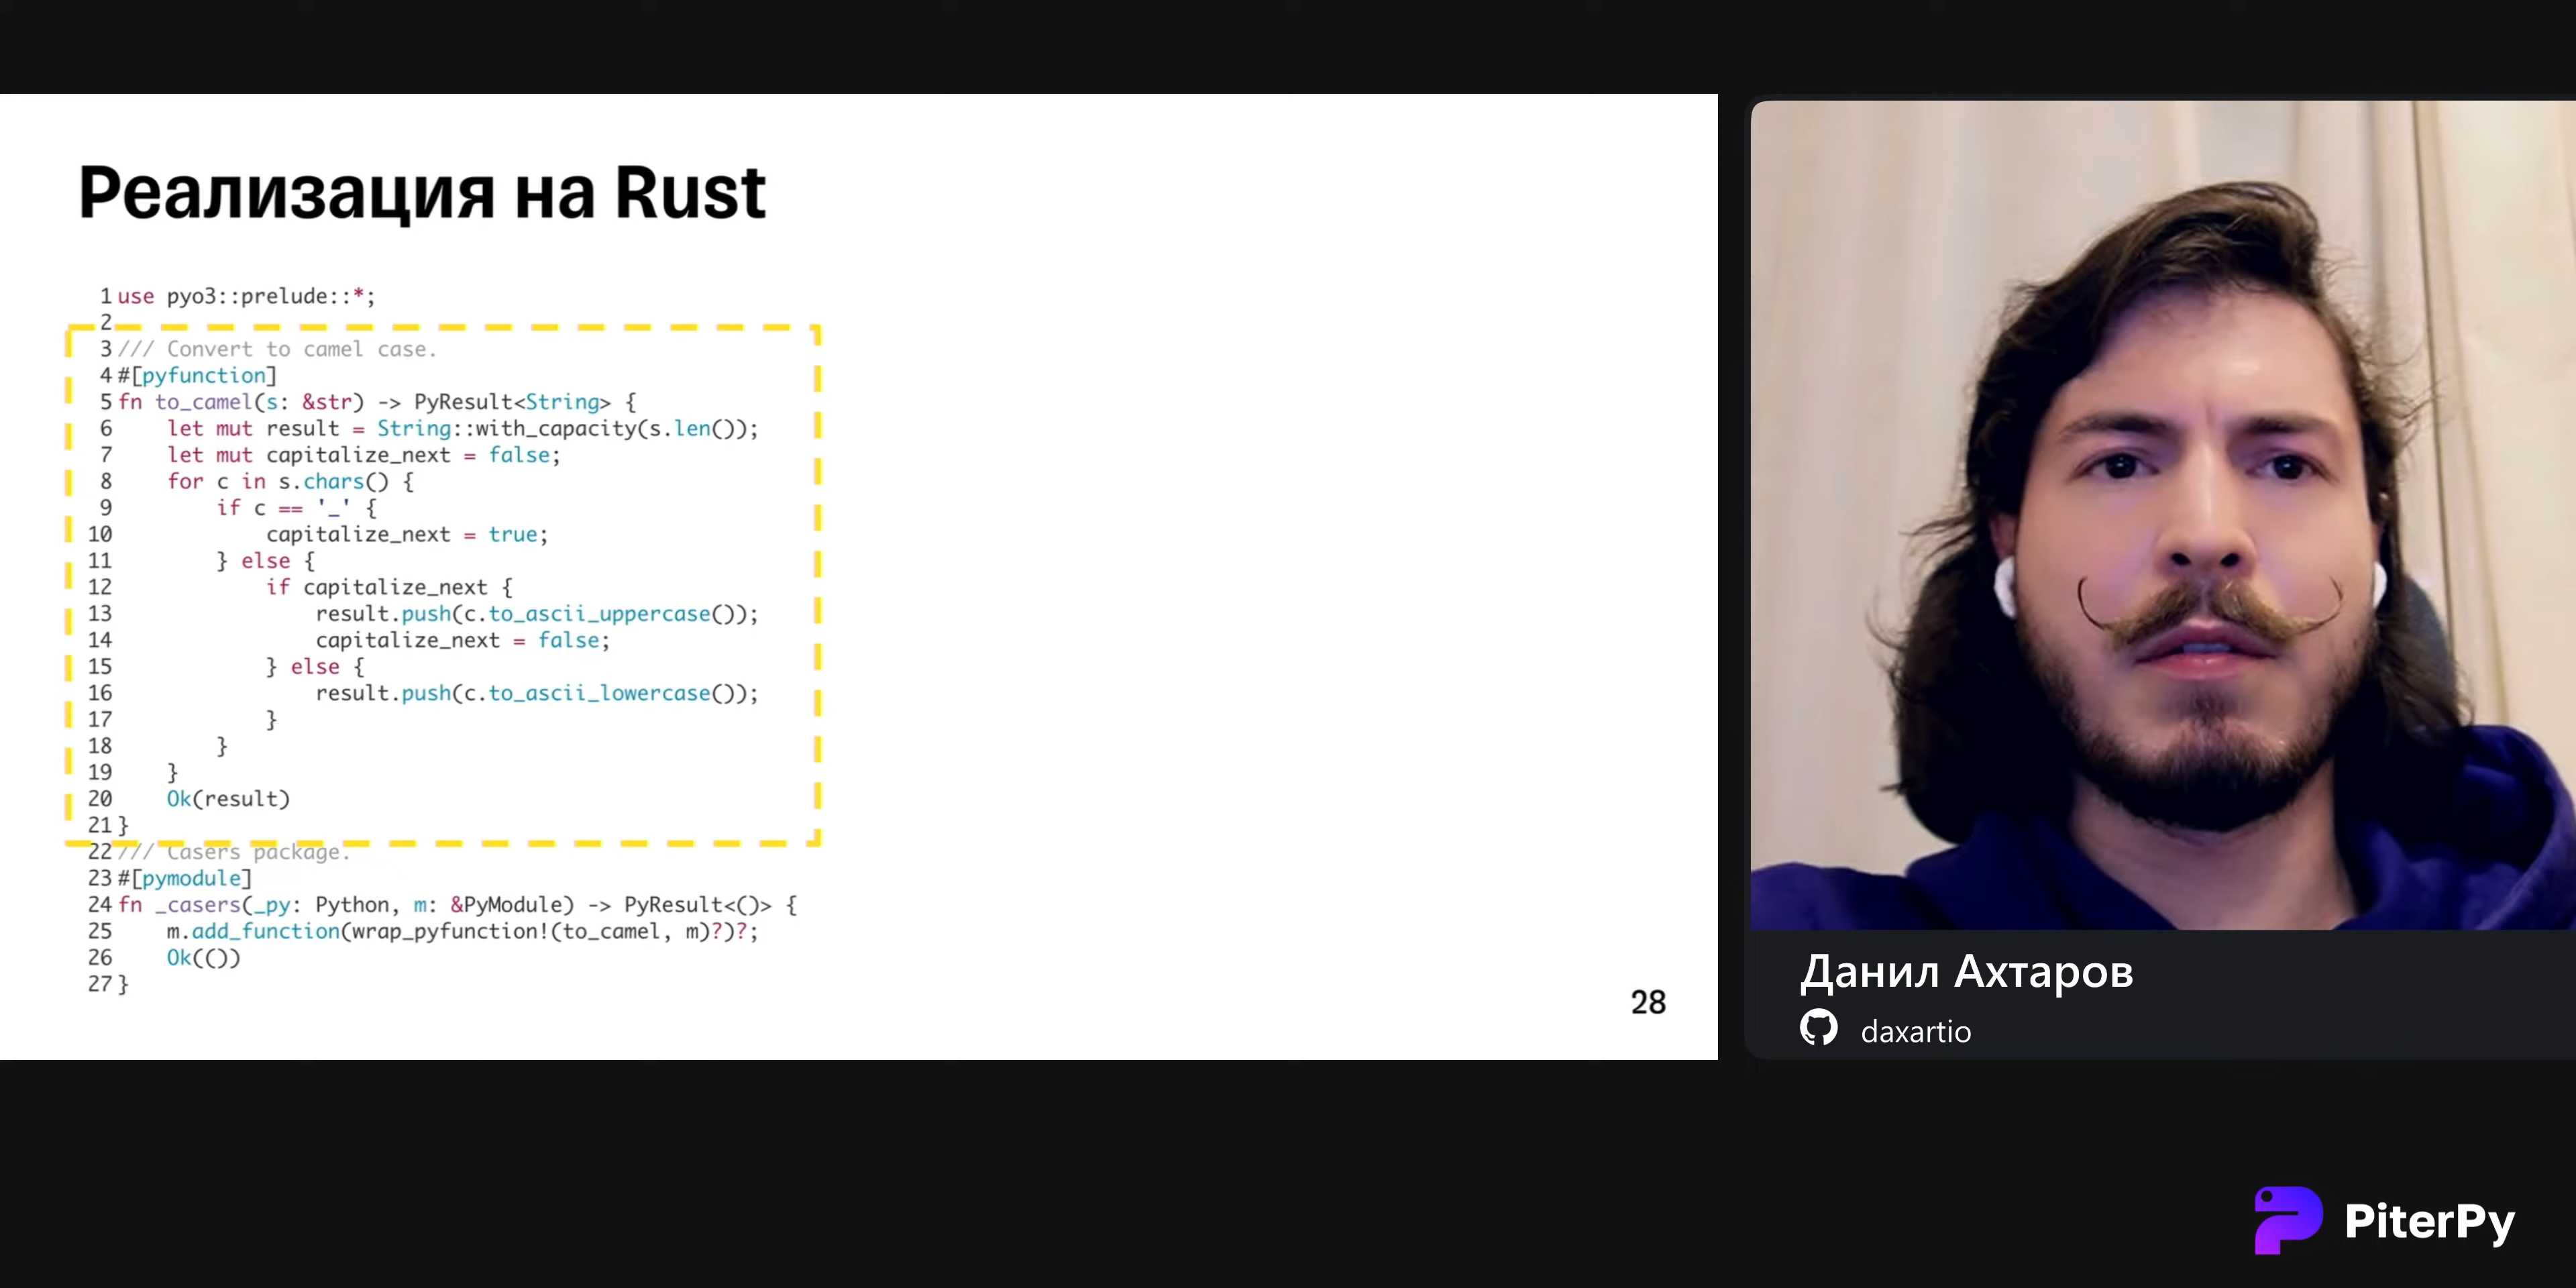 Реализация на Rust
1 use pyo3::prelude::*;
2
3 /// Convert to camel case.
4 #[pyfunction]
5 fn to_camel(s: &str) -> PyResult<String> {
6     let mut result = String::with_capacity(s.len());
7     let mut capitalize_next = false;
8     for c in s.chars() {
9         if c == '_' {
10             capitalize_next = true;
11         } else {
12             if capitalize_next {
13                 result.push(c.to_ascii_uppercase());
14                 capitalize_next = false;
15             } else {
16                 result.push(c.to_ascii_lowercase());
17             }
18         }
19     }
20     Ok(result)
21 }
22 /// Casers package.
23 #[pymodule]
24 fn _casers(_py: Python, m: &PyModule) -> PyResult<()> {
25     m.add_function(wrap_pyfunction!(to_camel, m)?)?;
26     Ok(())
27 }
28
Данил Ахтаров
daxartio
PiterPy